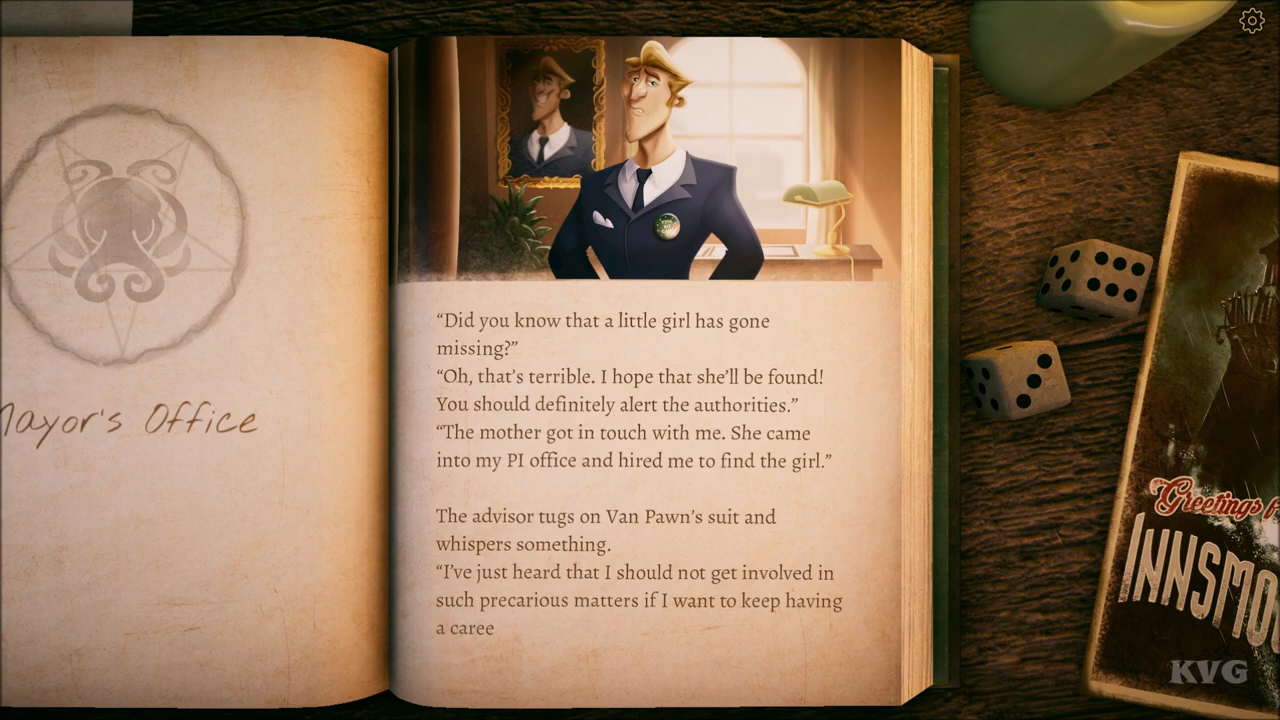 Mayor's Office
“Did you know that a little girl has gone
missing?”
“Oh, that’s terrible. I hope that she’ll be found!
You should definitely alert the authorities.”
“The mother got in touch with me. She came
into my PI office and hired me to find the girl.”
The advisor tugs on Van Pawn’s suit and
whispers something.
“I’ve just heard that I should not get involved in
such precarious matters if I want to keep having
a caree
Greetings f
INNSMO
KVG